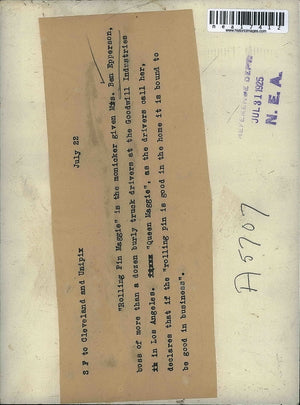 www.historicimages.com
REFERENCE DEPT.
JUL 31 1925
N. E. A.
A5707
July 22
S F to Cleveland and Unipix
"Rolling Pin Maggie" is the monicker given Mrs. Ben Epperson,
boss of more than a dozen burly truck drivers at the Goodwill Industries
in Los Angeles. "Queen Maggie", as the drivers call her,
declares that if the "rolling pin is good in the home it is bound to
be good in business".